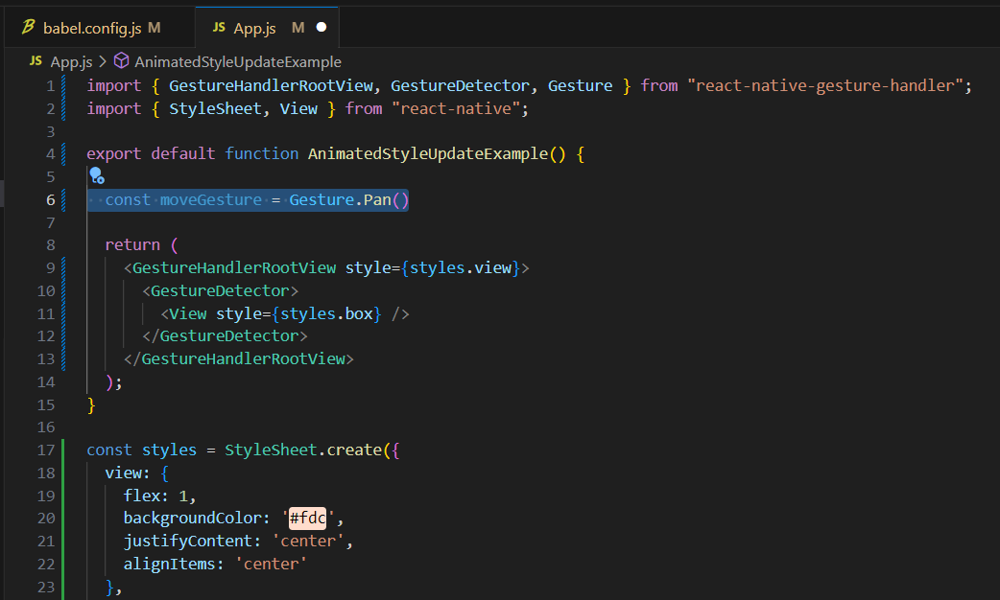 babel.config.js M
JS App.js M
JS App.js > AnimatedStyleUpdateExample
1 import { GestureHandlerRootView, GestureDetector, Gesture } from "react-native-gesture-handler";
2 import { StyleSheet, View } from "react-native";
3
4 export default function AnimatedStyleUpdateExample() {
5
6 const moveGesture = Gesture.Pan()
7
8 return (
9 <GestureHandlerRootView style={styles.view}>
10 <GestureDetector>
11 <View style={styles.box} />
12 </GestureDetector>
13 </GestureHandlerRootView>
14 );
15 }
16
17 const styles = StyleSheet.create({
18 view: {
19 flex: 1,
20 backgroundColor: '#fdc',
21 justifyContent: 'center',
22 alignItems: 'center'
23 },